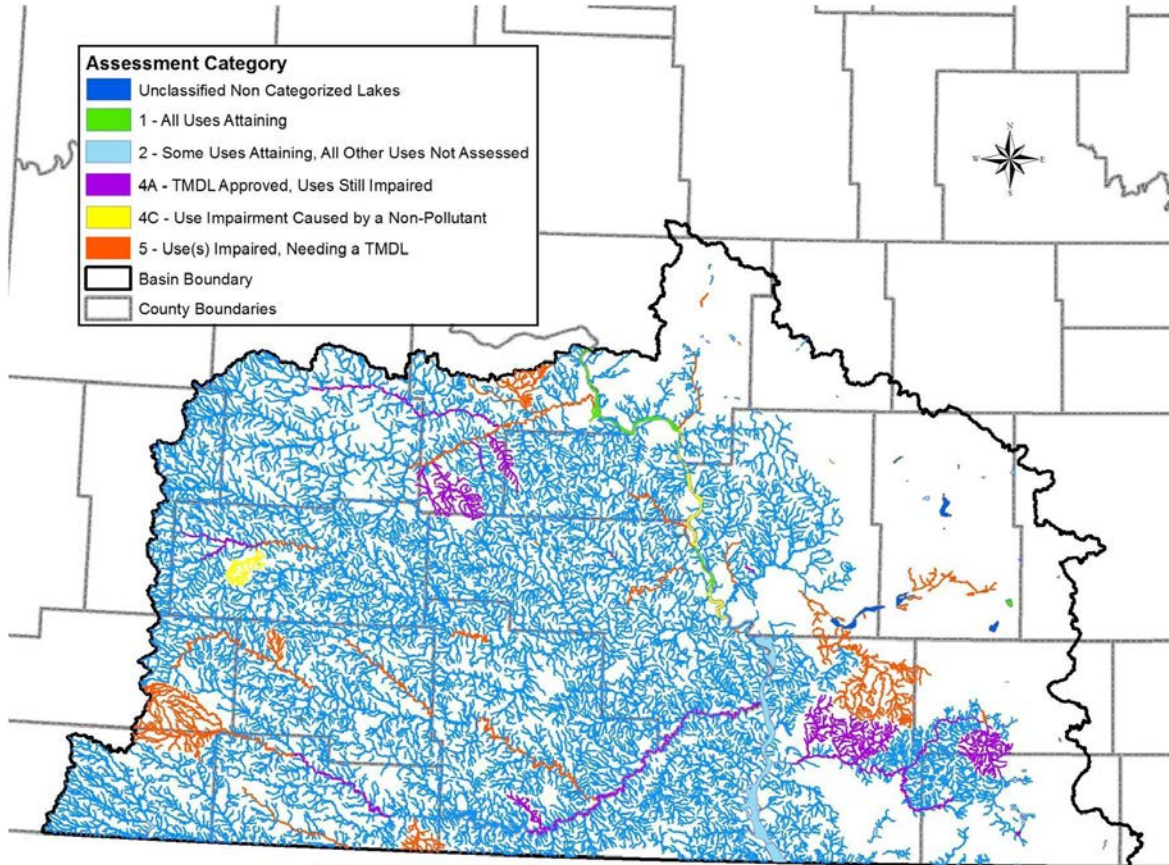 Assessment Category
Unclassified Non Categorized Lakes
1 - All Uses Attaining
2 - Some Uses Attaining, All Other Uses Not Assessed
4A - TMDL Approved, Uses Still Impaired
4C - Use Impairment Caused by a Non-Pollutant
5 - Use(s) Impaired, Needing a TMDL
Basin Boundary
County Boundaries
N
W E
S